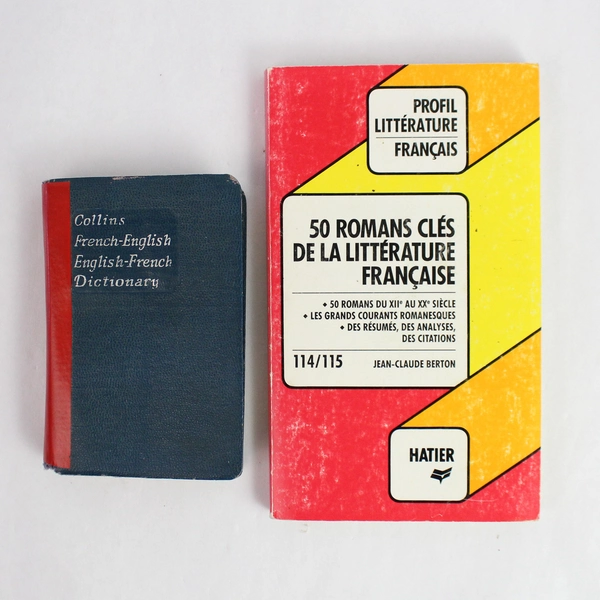 Collins
French-English
English-French
Dictionary
PROFIL
LITTÉRATURE
FRANÇAIS
50 ROMANS CLÉS
DE LA LITTÉRATURE
FRANÇAISE
♦ 50 ROMANS DU XIIe AU XXe SIÈCLE
♦ LES GRANDS COURANTS ROMANESQUES
♦ DES RÉSUMÉS, DES ANALYSES,
DES CITATIONS
114/115 JEAN-CLAUDE BERTON
HATIER